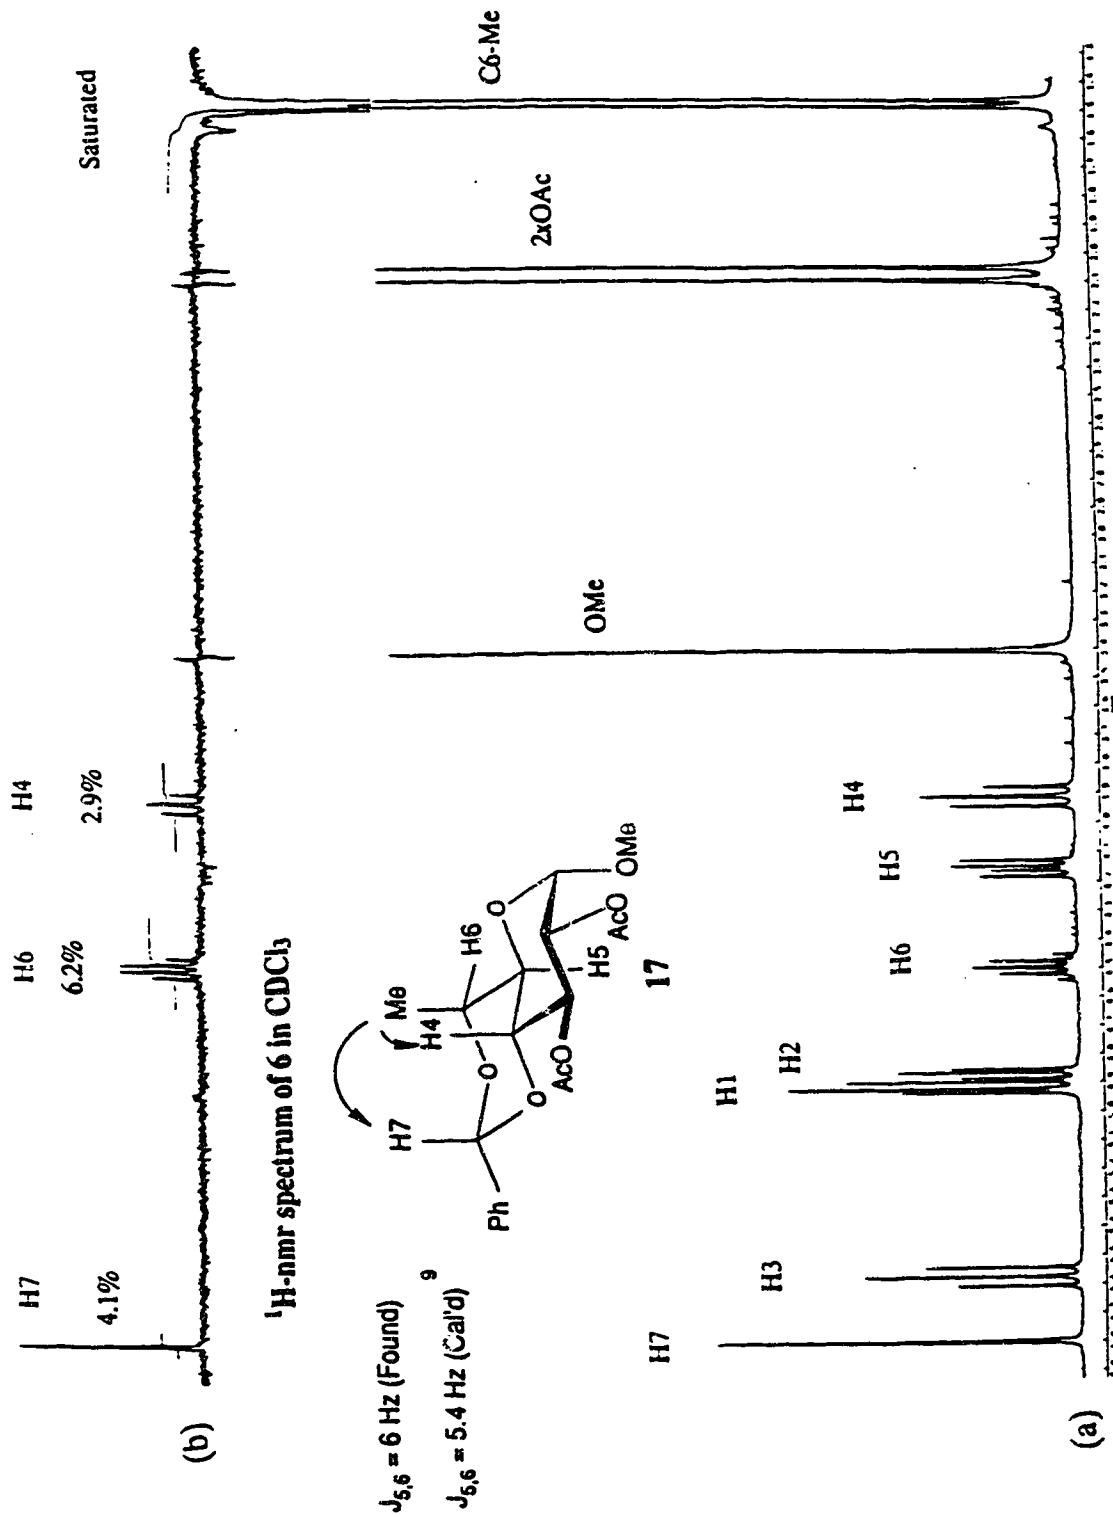 H7
H6
H4
4.1%
6.2%
2.9%
Saturated
(b)
¹H-nmr spectrum of 6 in CDCl₃
J₅,₆ = 6 Hz (Found)
J₅,₆ = 5.4 Hz (Cal'd) ⁹
H7
Me
H4
H6
O
O
O
Ph
AcO
H5
AcO
OMe
17
C6-Me
2xOAc
OMe
H7
H3
H1
H2
H6
H5
H4
(a)